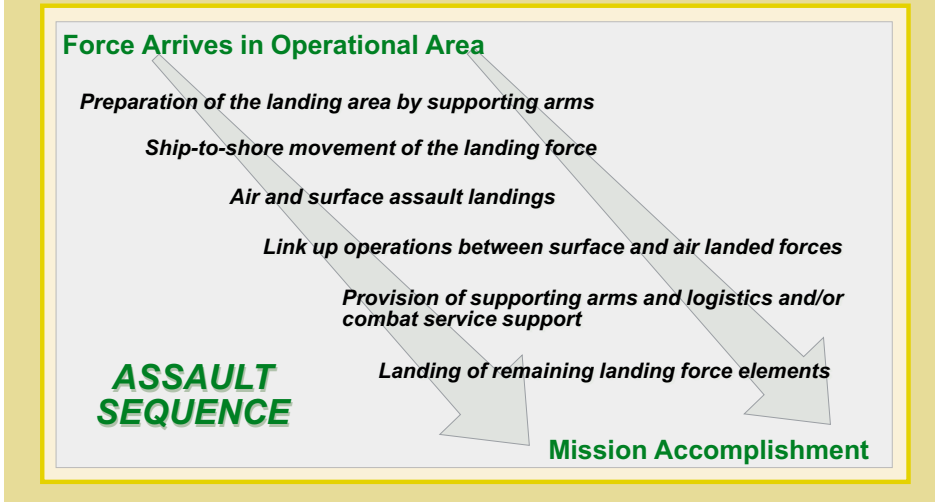 Force Arrives in Operational Area
Preparation of the landing area by supporting arms
Ship-to-shore movement of the landing force
Air and surface assault landings
Link up operations between surface and air landed forces
Provision of supporting arms and logistics and/or
combat service support
Landing of remaining landing force elements
ASSAULT
SEQUENCE
Mission Accomplishment